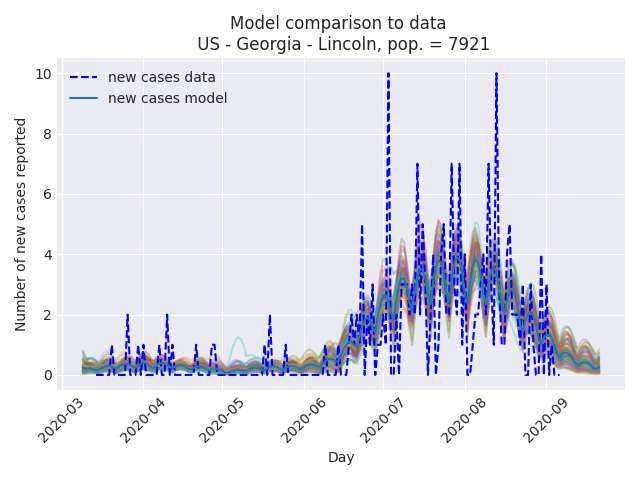 Model comparison to data
US - Georgia - Lincoln, pop. = 7921
new cases data
new cases model
Number of new cases reported
10
8
6
4
2
0
2020-03
2020-04
2020-05
2020-06
2020-07
2020-08
2020-09
Day